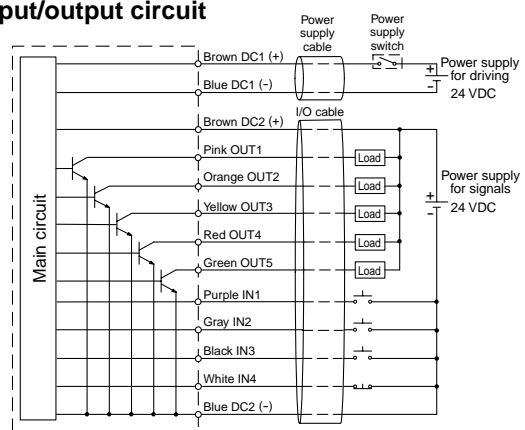 put/output circuit
Power
supply
cable
Power
supply
switch
Brown DC1 (+)
Blue DC1 (-)
+
-
Power supply
for driving
24 VDC
I/O cable
Brown DC2 (+)
Pink OUT1
Load
Orange OUT2
Load
Yellow OUT3
Load
Red OUT4
Load
Green OUT5
Load
+
-
Power supply
for signals
24 VDC
Main circuit
Purple IN1
Gray IN2
Black IN3
White IN4
Blue DC2 (-)